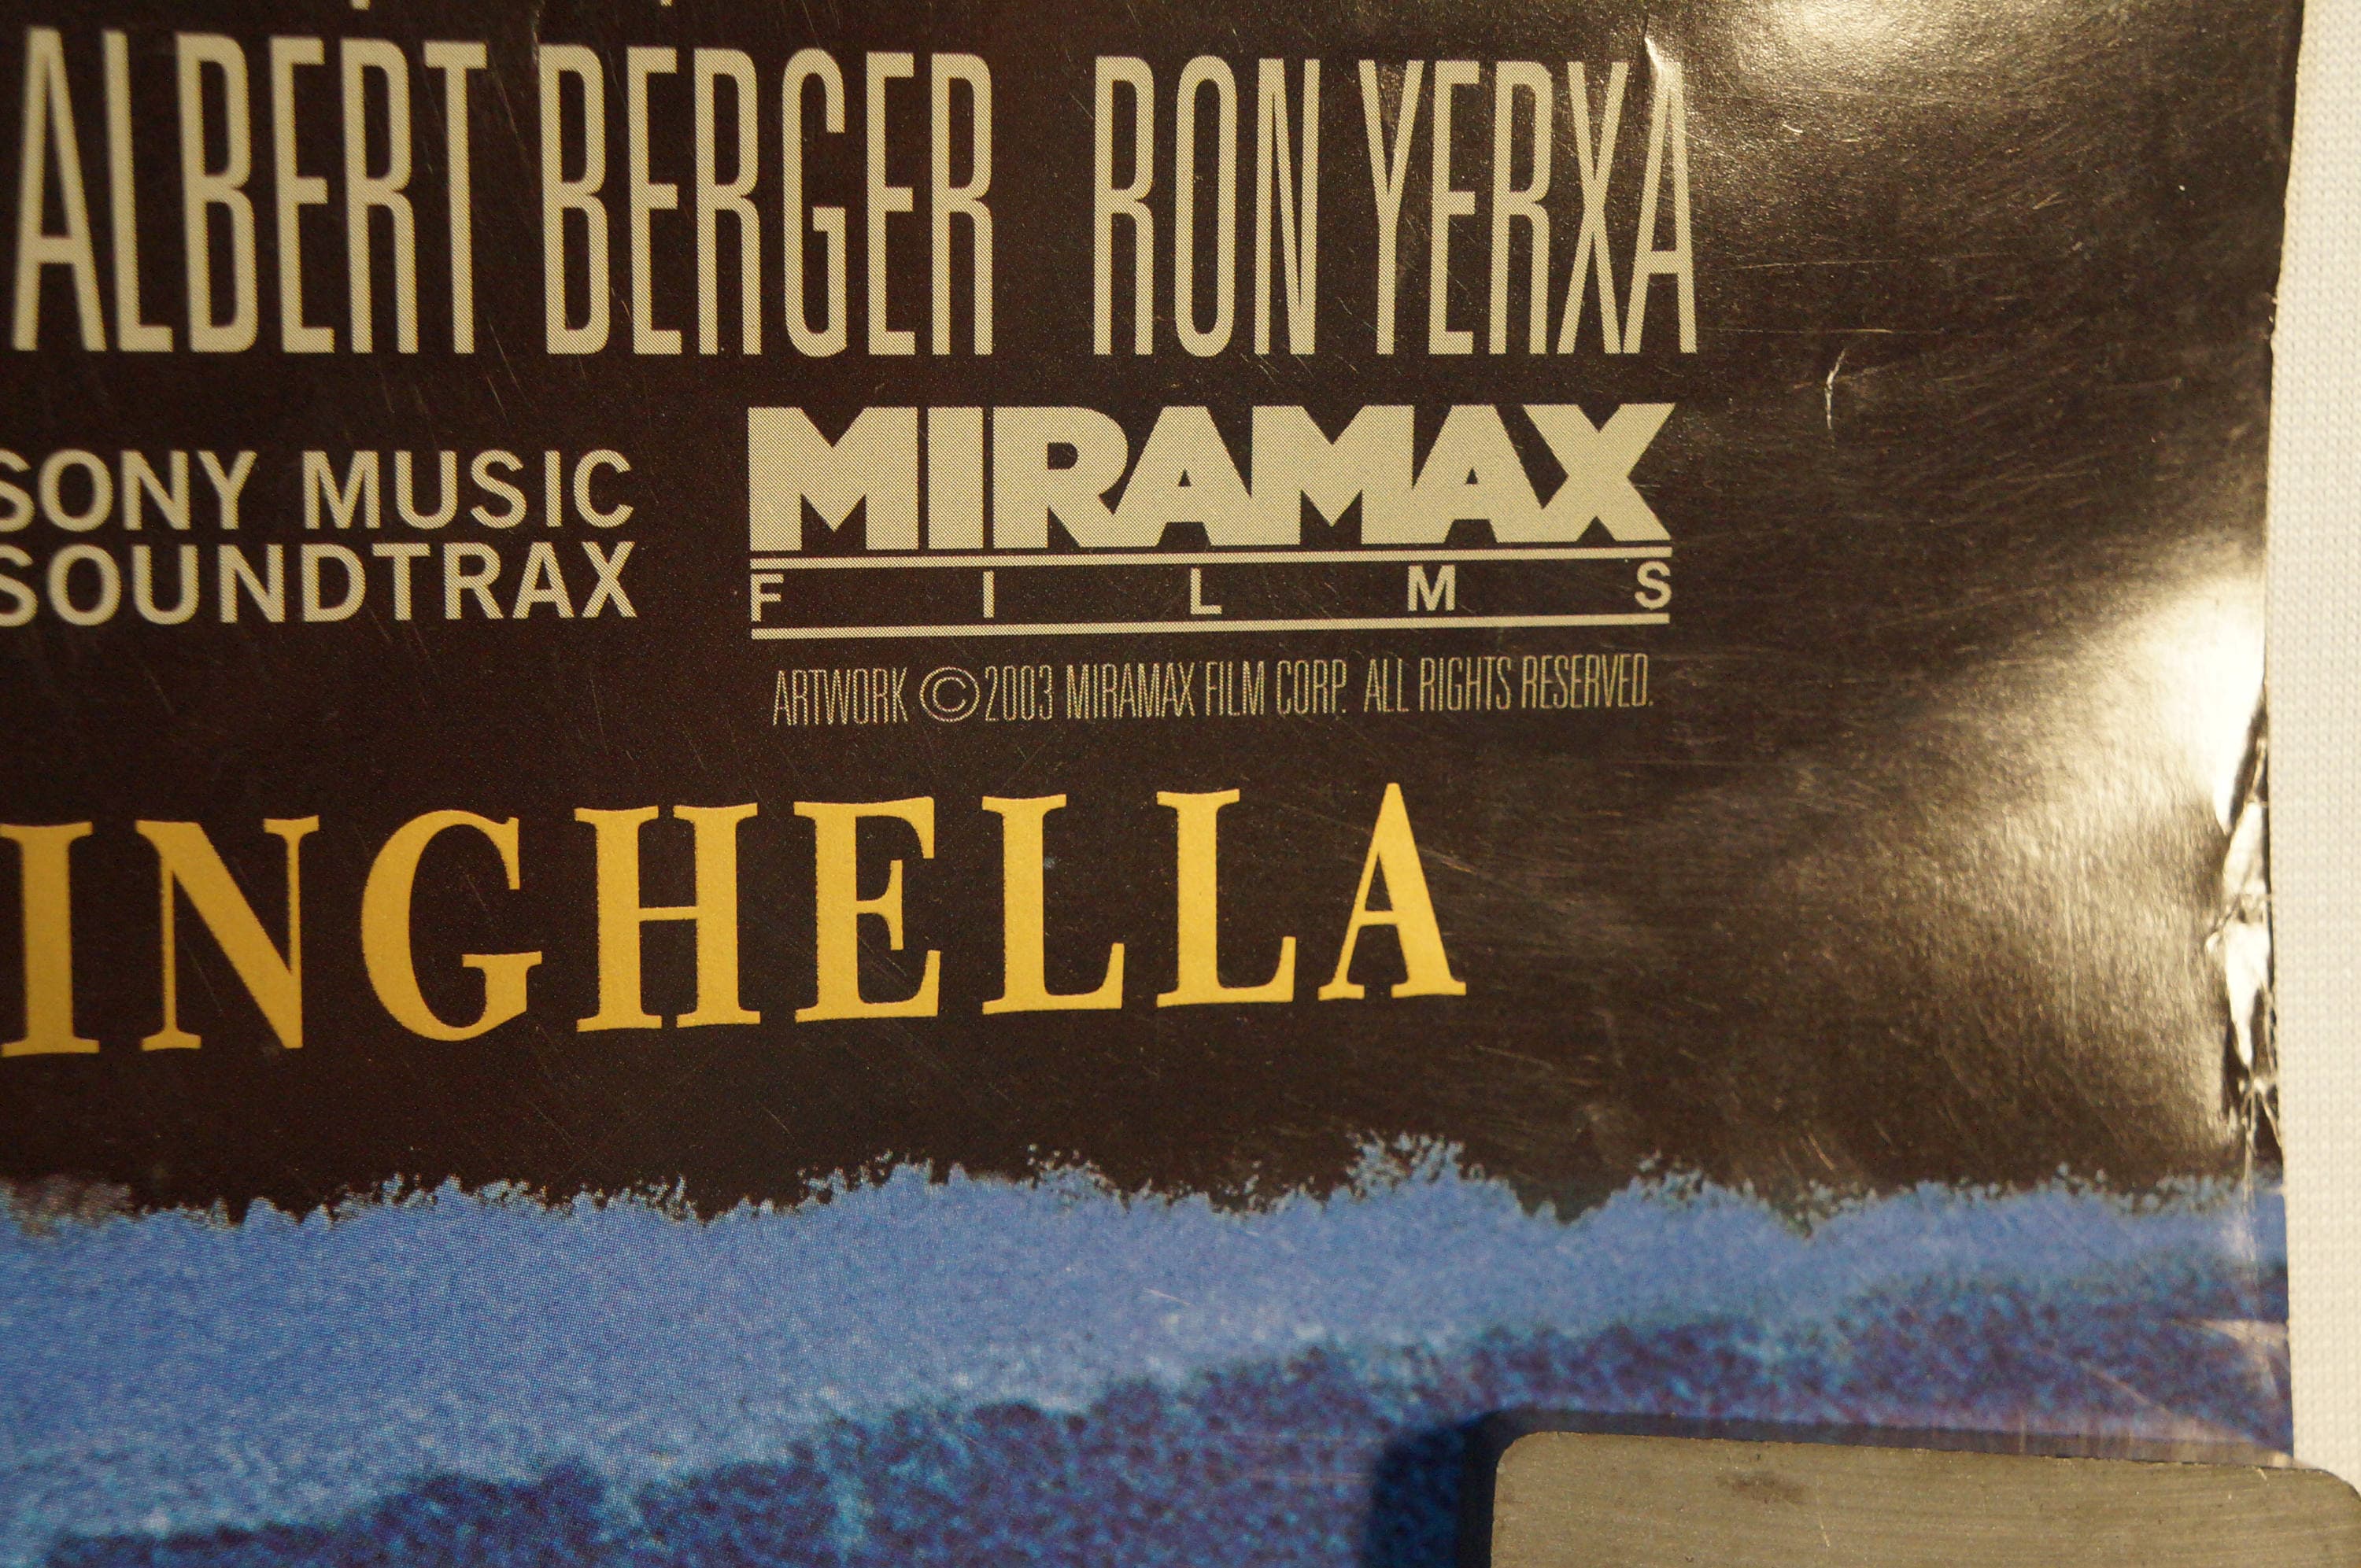 ALBERT BERGER RON YERXA
SONY MUSIC
SOUNDTRAX
MIRAMAX
FILMS
ARTWORK ©2003 MIRAMAX FILM CORP. ALL RIGHTS RESERVED.
INGHELLA